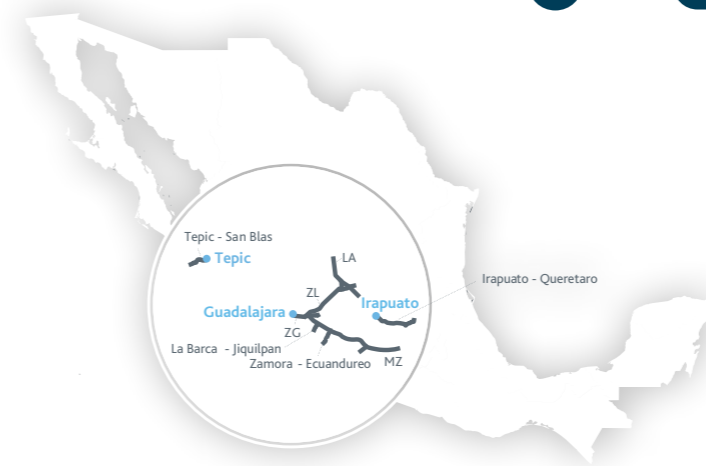 Tepic - San Blas
Tepic
LA
Irapuato - Queretaro
ZL
Irapuato
Guadalajara
ZG
La Barca - Jiquilpan
Zamora - Ecuandureo
MZ